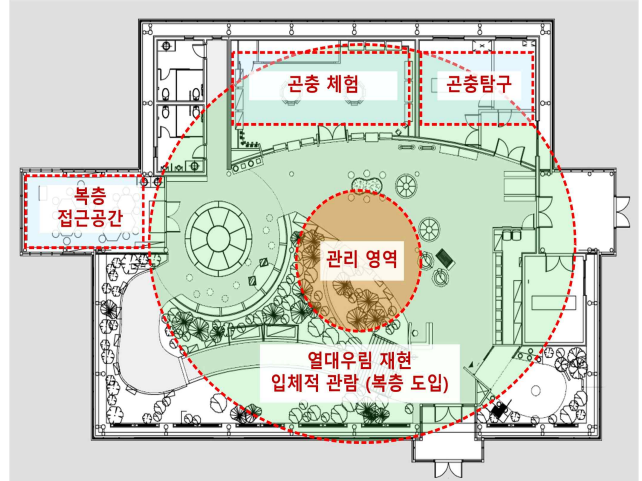 곤충 체험
곤충탐구
복층
접근공간
관리 영역
열대우림 재현
입체적 관람 (복층 도입)